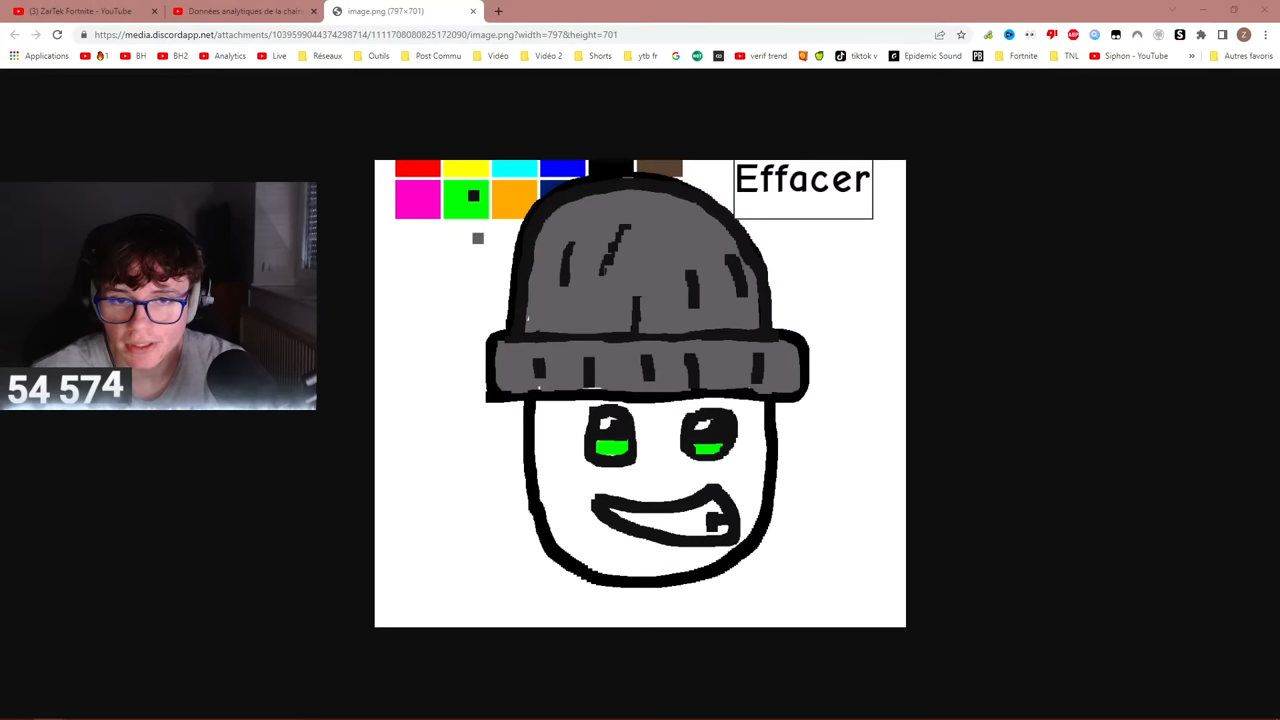 (3) ZarTek Fortnite - YouTube
Données analytiques de la chaîn
image.png (797×701)
https://media.discordapp.net/attachments/1039599044374298714/1111708080825172090/image.png?width=797&height=701
Applications
1
BH
BH2
Analytics
Live
Réseaux
Outils
Post Commu
Vidéo
Vidéo 2
Shorts
ytb fr
verif trend
tiktok v
Epidemic Sound
Fortnite
TNL
Siphon - YouTube
»
Autres favoris
Effacer
54 574